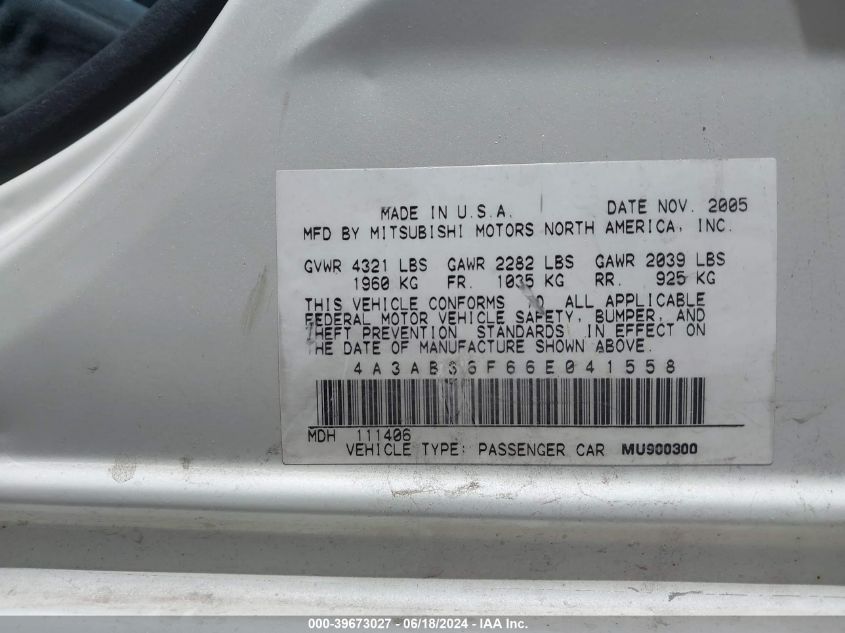 MADE IN U.S.A. DATE NOV. 2005
MFD BY MITSUBISHI MOTORS NORTH AMERICA, INC.
GVWR 4321 LBS GAWR 2282 LBS GAWR 2039 LBS
1960 KG FR. 1035 KG RR. 925 KG
THIS VEHICLE CONFORMS TO ALL APPLICABLE
FEDERAL MOTOR VEHICLE SAFETY, BUMPER, AND
THEFT PREVENTION STANDARDS IN EFFECT ON
THE DATE OF MANUFACTURE SHOWN ABOVE.
4A3AB36F66E041558
MDH 111406
VEHICLE TYPE: PASSENGER CAR MU900300
000-39673027 - 06/18/2024 - IAA Inc.